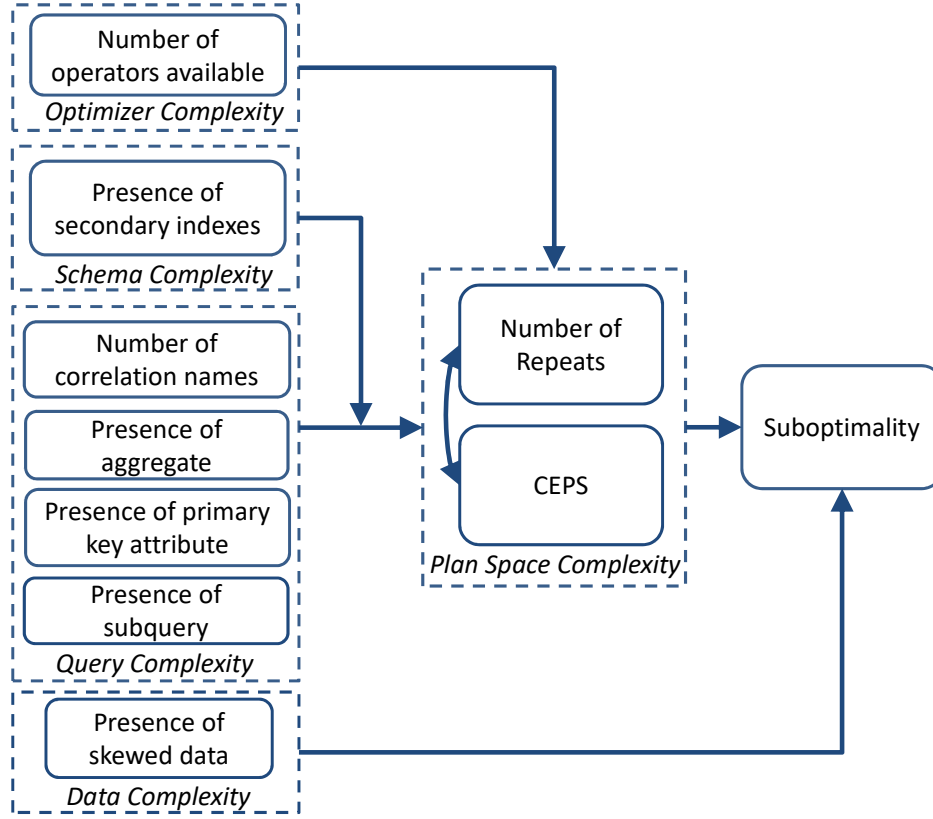 Number of
operators available
Optimizer Complexity
Presence of
secondary indexes
Schema Complexity
Number of
correlation names
Presence of
aggregate
Presence of primary
key attribute
Presence of
subquery
Query Complexity
Presence of
skewed data
Data Complexity
Number of
Repeats
CEPS
Plan Space Complexity
Suboptimality